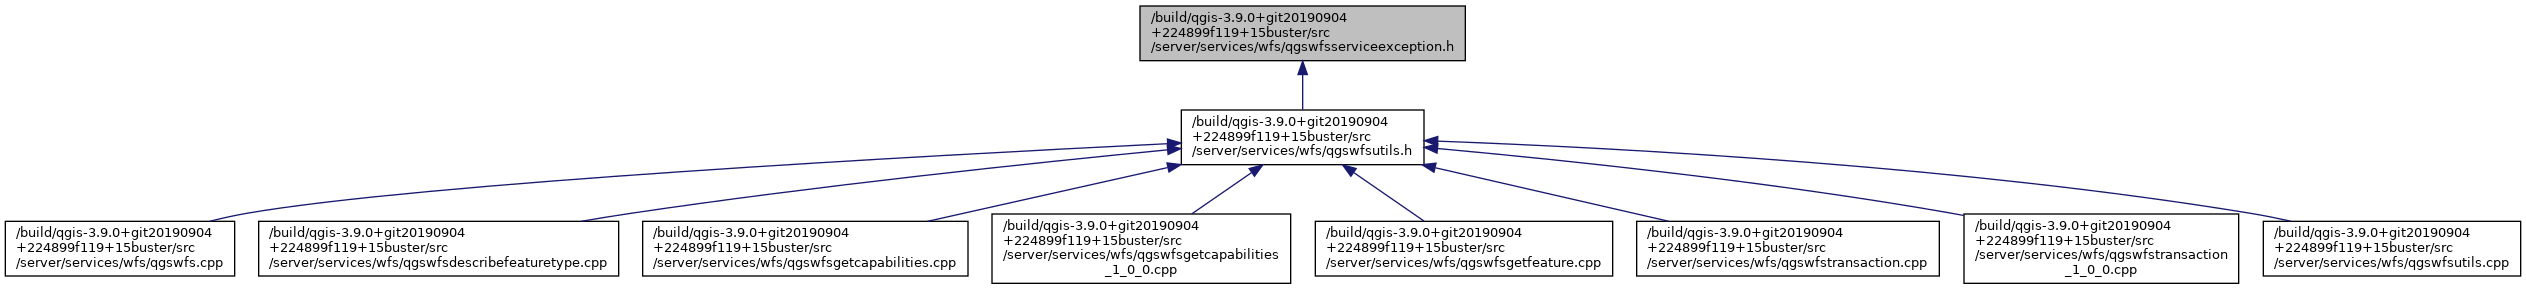 /build/qgis-3.9.0+git20190904
+224899f119+15buster/src
/server/services/wfs/qgswfsserviceexception.h
/build/qgis-3.9.0+git20190904
+224899f119+15buster/src
/server/services/wfs/qgswfsutils.h
/build/qgis-3.9.0+git20190904
+224899f119+15buster/src
/server/services/wfs/qgswfs.cpp
/build/qgis-3.9.0+git20190904
+224899f119+15buster/src
/server/services/wfs/qgswfsdescribefeaturetype.cpp
/build/qgis-3.9.0+git20190904
+224899f119+15buster/src
/server/services/wfs/qgswfsgetcapabilities.cpp
/build/qgis-3.9.0+git20190904
+224899f119+15buster/src
/server/services/wfs/qgswfsgetcapabilities
_1_0_0.cpp
/build/qgis-3.9.0+git20190904
+224899f119+15buster/src
/server/services/wfs/qgswfsgetfeature.cpp
/build/qgis-3.9.0+git20190904
+224899f119+15buster/src
/server/services/wfs/qgswfstransaction.cpp
/build/qgis-3.9.0+git20190904
+224899f119+15buster/src
/server/services/wfs/qgswfstransaction
_1_0_0.cpp
/build/qgis-3.9.0+git20190904
+224899f119+15buster/src
/server/services/wfs/qgswfsutils.cpp